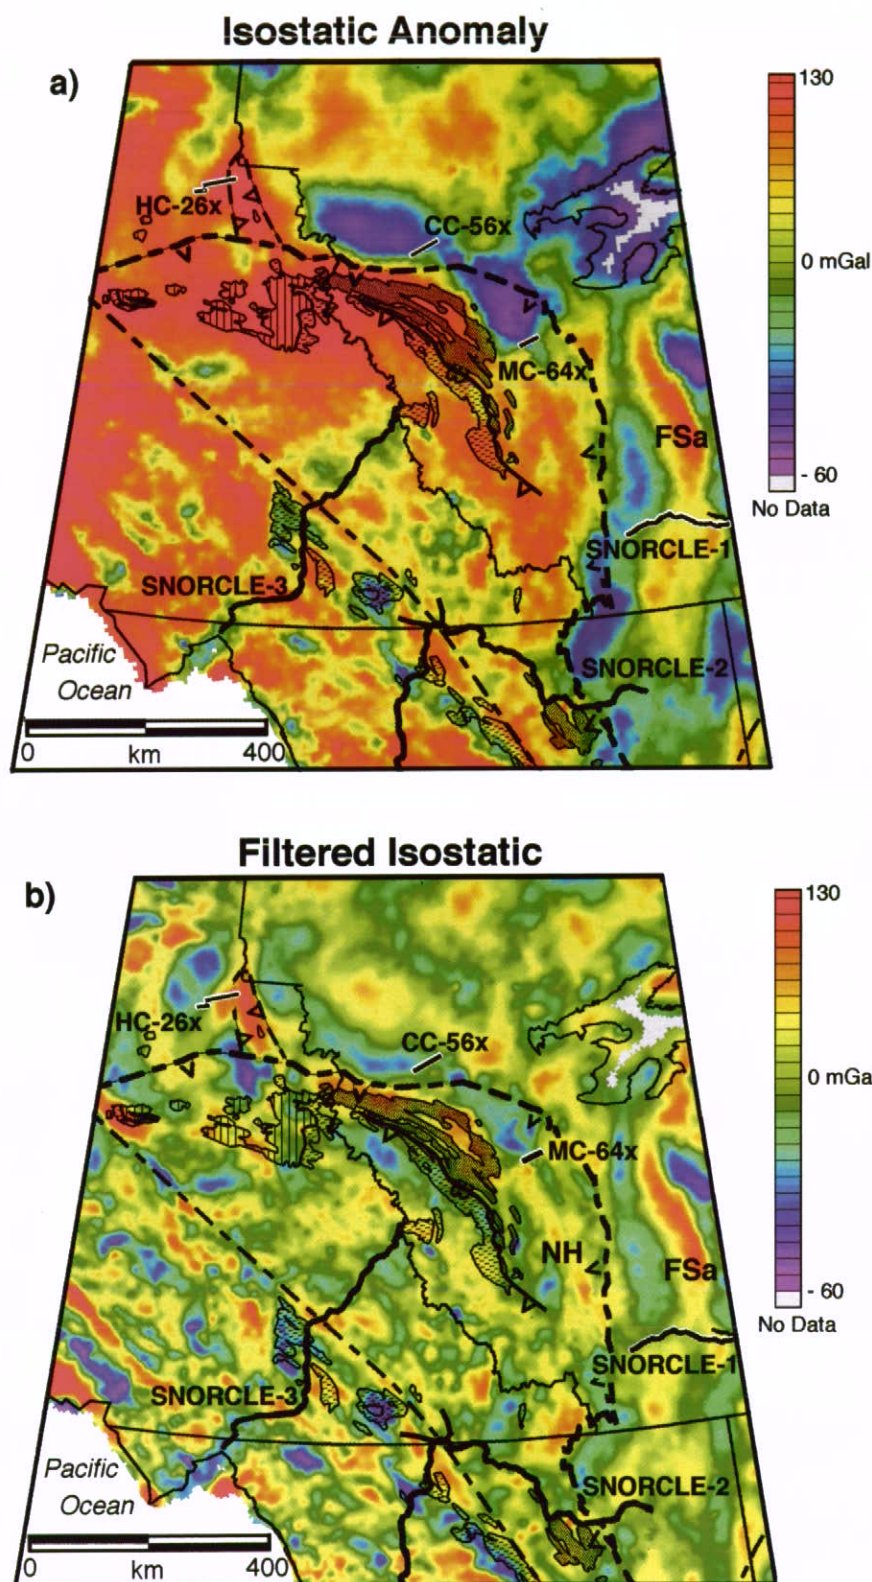 Isostatic Anomaly
a)
130
HC-26x
CC-56x
0 mGal
MC-64x
FSa
- 60
No Data
SNORCLE-1
SNORCLE-3
Pacific
Ocean
SNORCLE-2
0
km
400
Filtered Isostatic
b)
130
HC-26x
CC-56x
0 mGa
MC-64x
NH
FSa
- 60
No Data
SNORCLE-1
SNORCLE-3
Pacific
Ocean
SNORCLE-2
0
km
400